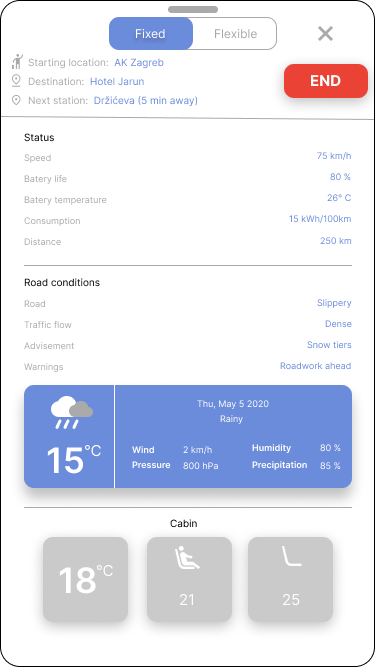 Fixed Flexible
Starting location: AK Zagreb
Destination: Hotel Jarun
Next station: Držićeva (5 min away)
END
Status
Speed 75 km/h
Batery life 80 %
Batery temperature 26° C
Consumption 15 kWh/100km
Distance 250 km
Road conditions
Road Slippery
Traffic flow Dense
Advisement Snow tiers
Warnings Roadwork ahead
Thu, May 5 2020
Rainy
15°C
Wind 2 km/h Humidity 80 %
Pressure 800 hPa Precipitation 85 %
Cabin
18°C
21
25